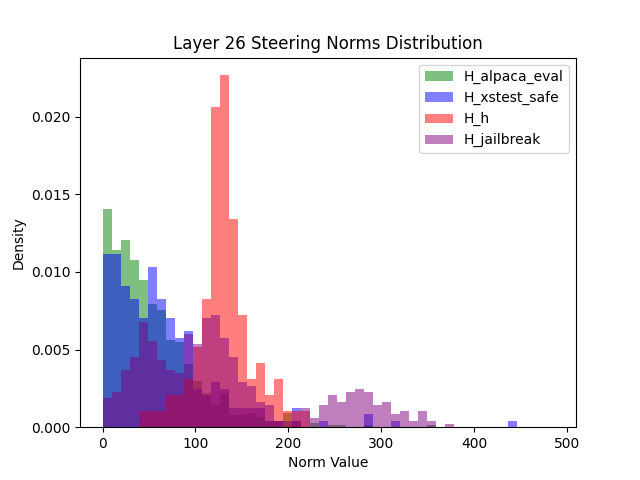 Layer 26 Steering Norms Distribution
H_alpaca_eval
H_xstest_safe
H_h
H_jailbreak
Density
0.020
0.015
0.010
0.005
0.000
0
100
200
300
400
500
Norm Value